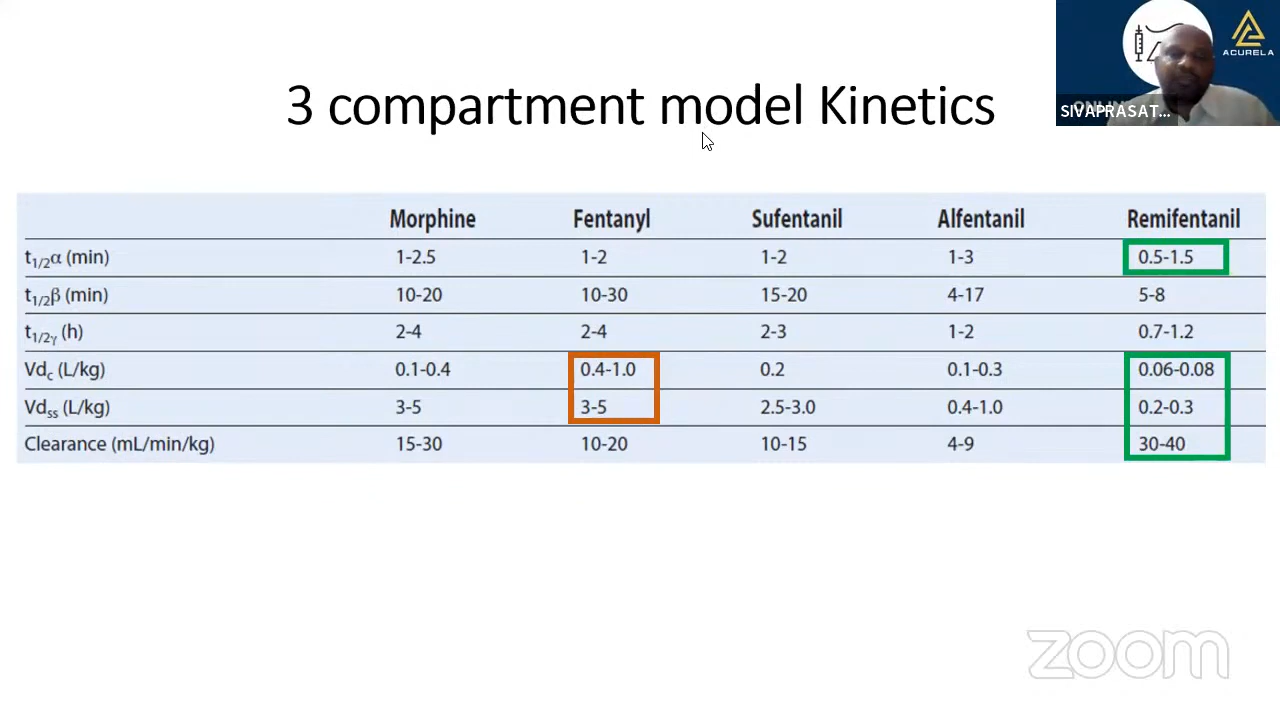 ACURELA
SIVAPRASAT...
3 compartment model Kinetics
Morphine Fentanyl Sufentanil Alfentanil Remifentanil
t1/2α (min) 1-2.5 1-2 1-2 1-3 0.5-1.5
t1/2β (min) 10-20 10-30 15-20 4-17 5-8
t1/2γ (h) 2-4 2-4 2-3 1-2 0.7-1.2
Vdc (L/kg) 0.1-0.4 0.4-1.0 0.2 0.1-0.3 0.06-0.08
Vdss (L/kg) 3-5 3-5 2.5-3.0 0.4-1.0 0.2-0.3
Clearance (mL/min/kg) 15-30 10-20 10-15 4-9 30-40
zoom